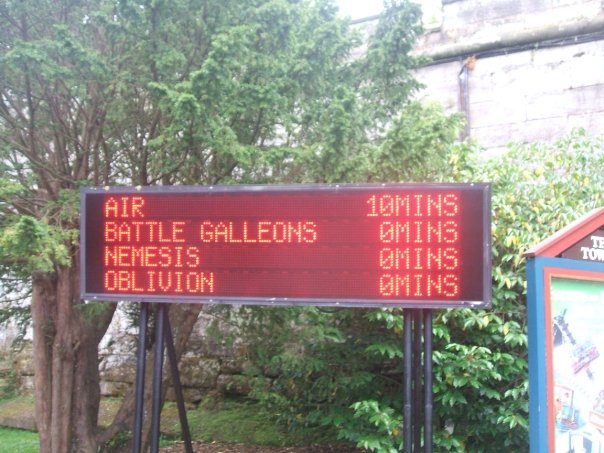 AIR 10MINS
BATTLE GALLEONS 0MINS
NEMESIS 0MINS
OBLIVION 0MINS